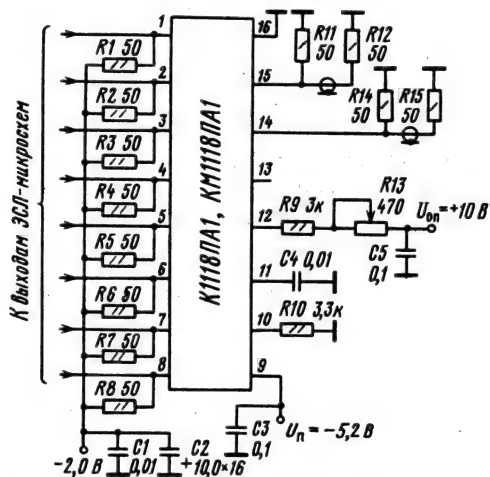 К выходам ЭСЛ-микросхем
К1118ПА1, КМ1118ПА1
1
R1 50
2
R2 50
3
R3 50
4
R4 50
5
R5 50
6
R6 50
7
R7 50
8
R8 50
-2,0 В
C1
0,01
C2
+10,0×16
16
R11
50
R12
50
15
14
R14
50
R15
50
13
12
R9 3к
R13
470
Uоп=+10 В
C5
0,1
11
C4 0,01
10
R10 3,3к
9
C3
0,1
Uп = -5,2 В